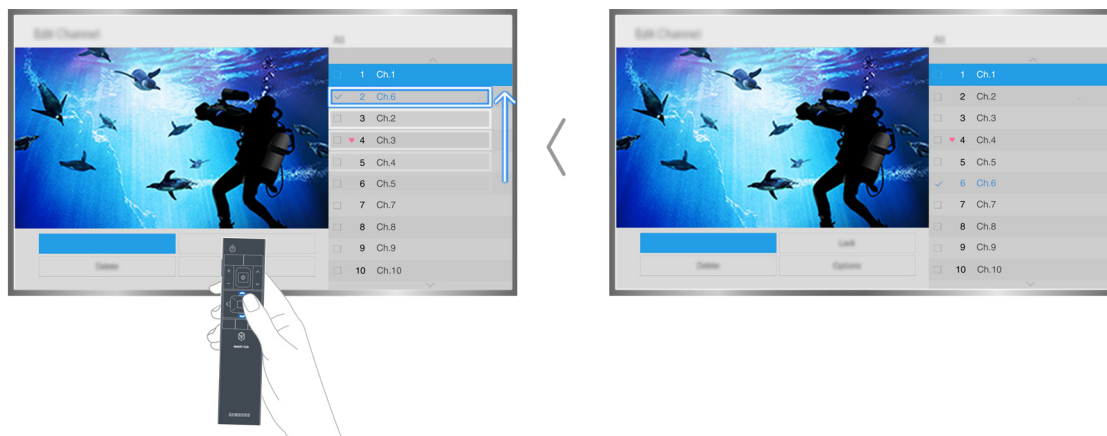 Edit Channel
All
1 Ch.1
2 Ch.6
3 Ch.2
4 Ch.3
5 Ch.4
6 Ch.5
7 Ch.7
8 Ch.8
9 Ch.9
10 Ch.10
Delete
SMART HUB
SAMSUNG
Edit Channel
All
1 Ch.1
2 Ch.2
3 Ch.3
4 Ch.4
5 Ch.5
6 Ch.6
7 Ch.7
8 Ch.8
9 Ch.9
10 Ch.10
Lock
Delete
Options